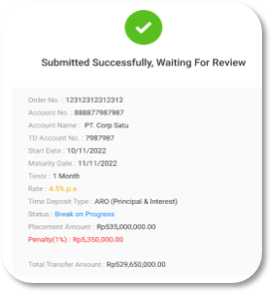 Submitted Successfully, Waiting For Review
Order No. : 12312312312312
Account No. : 888877987987
Account Name : PT. Corp Satu
TD Account No. : 7987987
Start Date : 10/11/2022
Maturity Date : 11/11/2022
Tenor : 1 Month
Rate : 4.5% p.a
Time Deposit Type : ARO (Principal & Interest)
Status : Break on Progress
Placement Amount : Rp535,000,000.00
Penalty(1%) : Rp5,350,000.00
Total Transfer Amount : Rp529,650,000.00